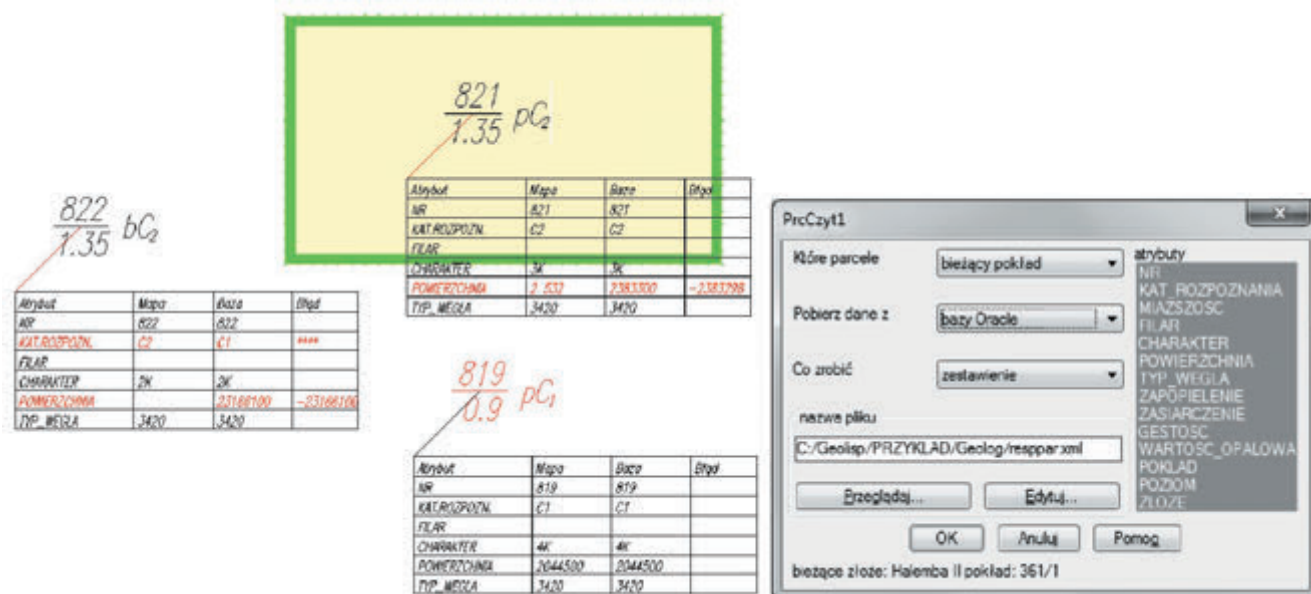 821
1.35 pC₂
Atrybut Mapa Baza Błąd
NR 821 821
KAT.ROZPOZN. C2 C2
FILAR
CHARAKTER 3K 3K
POWIERZCHNIA 2.532 2383300 -2383298
TYP_WEGLA 3420 3420
822
1.35 bC₂
Atrybut Mapa Baza Błąd
NR 822 822
KAT.ROZPOZN. C2 C1 ****
FILAR
CHARAKTER 2K 2K
POWIERZCHNIA 23166100 -23166100
TYP_WEGLA 3420 3420
819
0.9 pC₁
Atrybut Mapa Baza Błąd
NR 819 819
KAT.ROZPOZN. C1 C1
FILAR
CHARAKTER 4K 4K
POWIERZCHNIA 2044500 2044500
TYP_WEGLA 3420 3420
PrcCzyt1
Które parcele bieżący pokład
Pobierz dane z bazy Oracle
Co zrobić zestawienie
nazwa pliku
C:/Geolisp/PRZYKLAD/Geolog/resppar.xml
Przeglądaj... Edytuj...
atrybuty
NR
KAT_ROZPOZNANIA
MIAZSZOSC
FILAR
CHARAKTER
POWIERZCHNIA
TYP_WEGLA
ZAPOPIELENIE
ZASIARCZENIE
GESTOSC
WARTOSC_OPALOWA
POKLAD
POZIOM
ZLOZE
OK Anuluj Pomoc
bieżące złoże: Halemba II pokład: 361/1